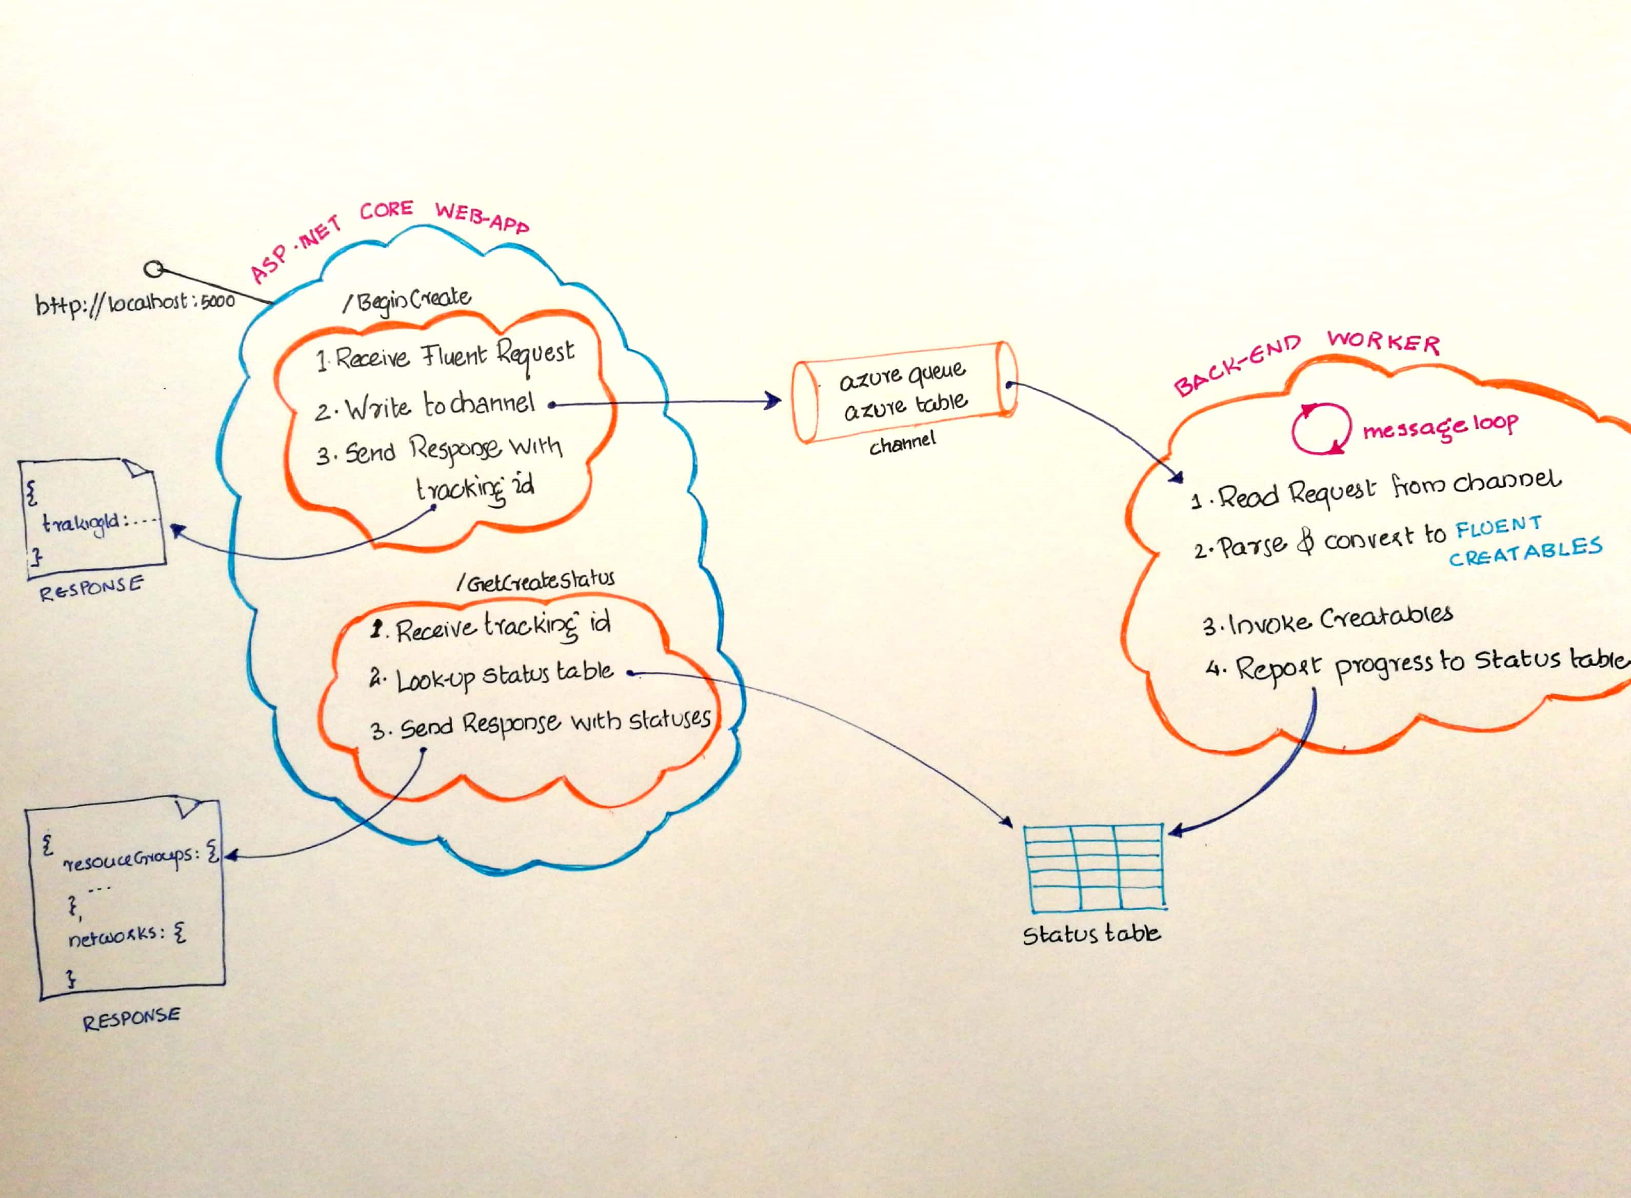 ASP.NET CORE WEB-APP
http://localhost:5000
/BeginCreate
1. Receive Fluent Request
2. Write to channel
3. Send Response with
tracking id
{
trakigId:...
}
RESPONSE
/GetCreateStatus
1. Receive tracking id
2. Look-up status table
3. Send Response with statuses
{
resouceGroups: {
...
},
networks: {
}
RESPONSE
azure queue
azure table
channel
BACK-END WORKER
message loop
1. Read Request from channel
2. Parse & convert to FLUENT
CREATABLES
3. Invoke Creatables
4. Report progress to Status table
Status table